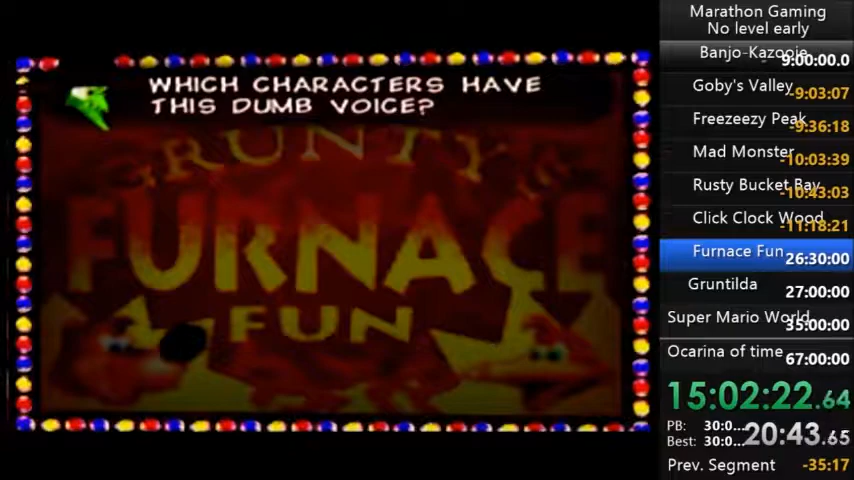 WHICH CHARACTERS HAVE
THIS DUMB VOICE?
GRUNTY
FURNACE
FUN
Marathon Gaming
No level early
Banjo-Kazooie 9:00:00.0
Goby's Valley -9:03:07
Freezeezy Peak -9:36:18
Mad Monster -10:03:39
Rusty Bucket Bay -10:43:03
Click Clock Wood -11:18:21
Furnace Fun 26:30:00
Gruntilda 27:00:00
Super Mario World 35:00:00
Ocarina of time 67:00:00
15:02:22.64
PB: 30:0...
Best: 30:0...
20:43.65
Prev. Segment -35:17